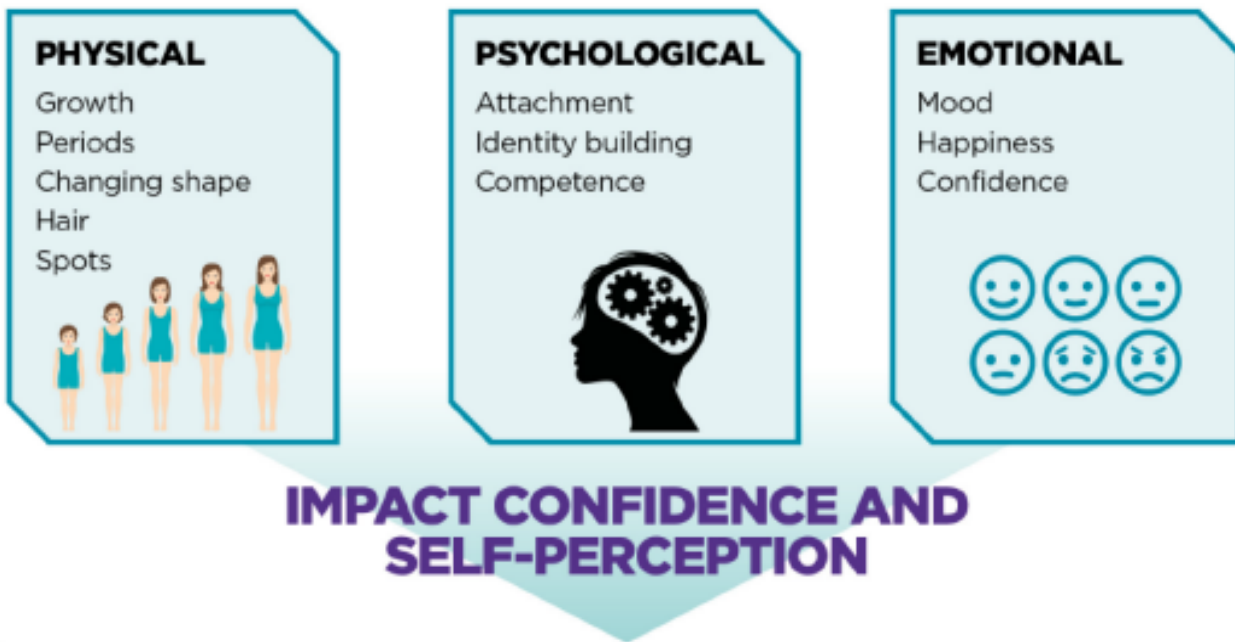 PHYSICAL
Growth
Periods
Changing shape
Hair
Spots
PSYCHOLOGICAL
Attachment
Identity building
Competence
EMOTIONAL
Mood
Happiness
Confidence
IMPACT CONFIDENCE AND
SELF-PERCEPTION